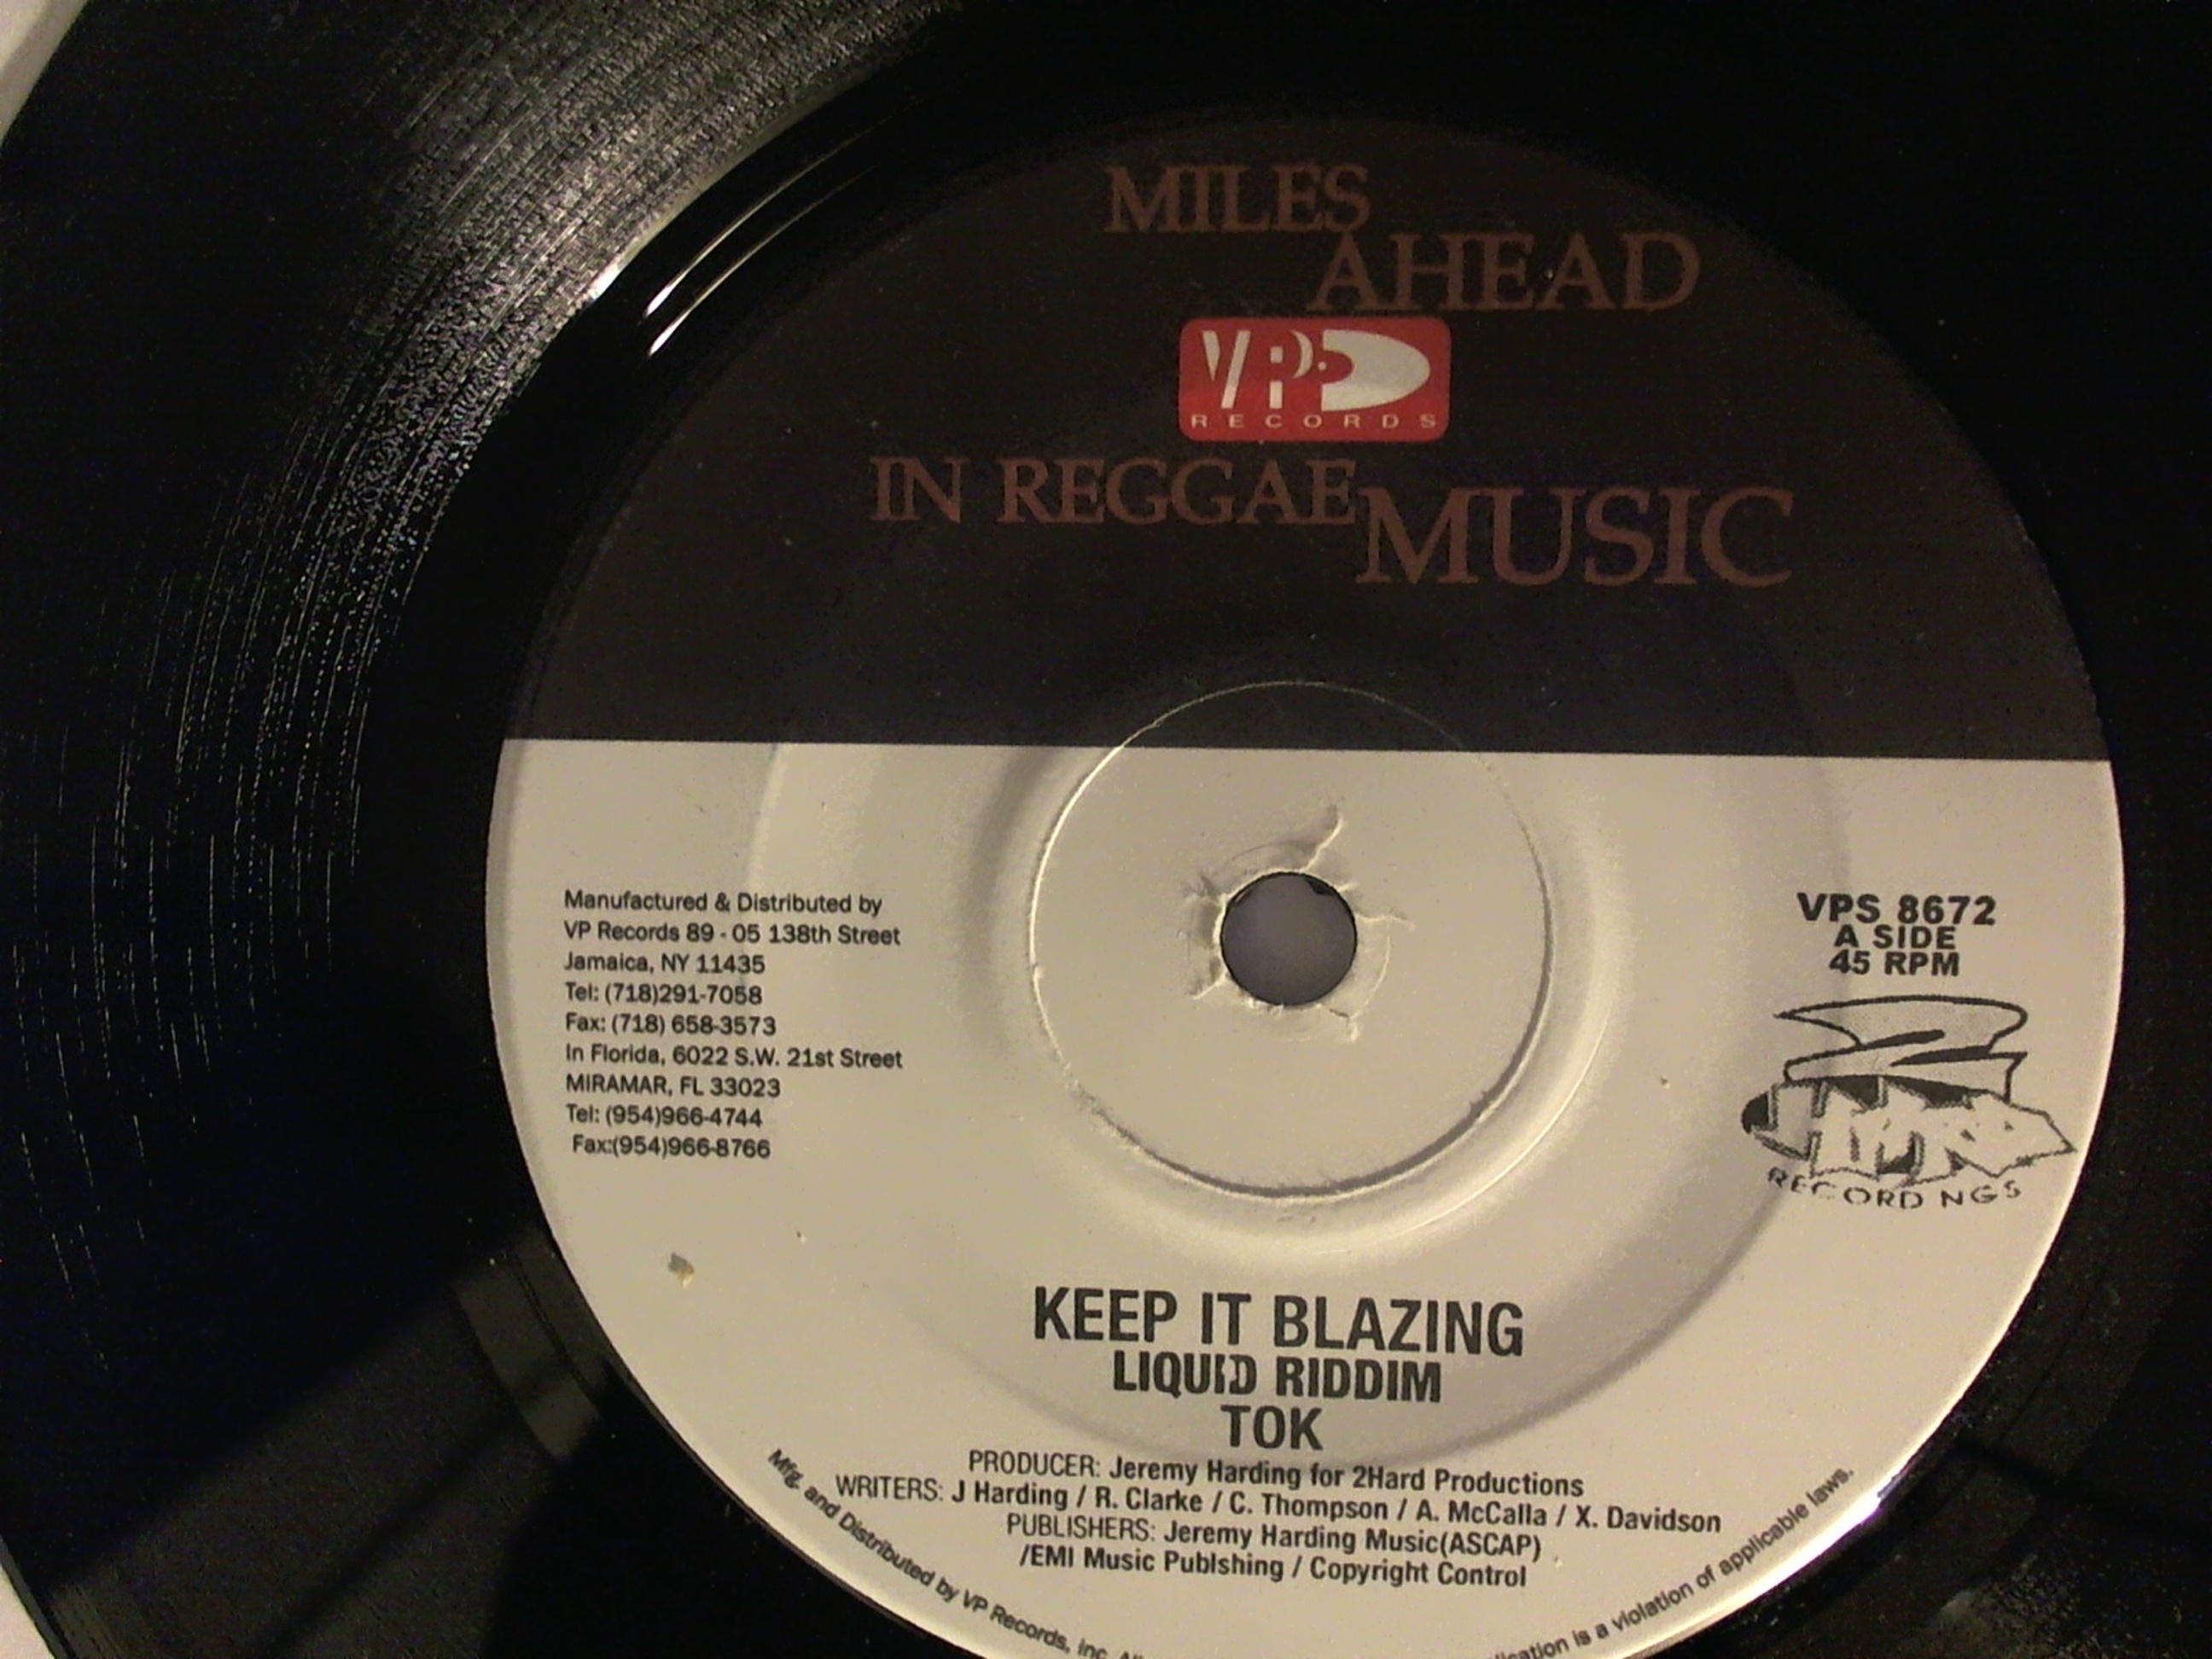 MILES
AHEAD
VP
RECORDS
IN REGGAE MUSIC
Manufactured & Distributed by
VP Records 89 - 05 138th Street
Jamaica, NY 11435
Tel: (718)291-7058
Fax: (718) 658-3573
In Florida, 6022 S.W. 21st Street
MIRAMAR, FL 33023
Tel: (954)966-4744
Fax:(954)966-8766
VPS 8672
A SIDE
45 RPM
2
HARD
RECORD NGS
KEEP IT BLAZING
LIQUID RIDDIM
TOK
PRODUCER: Jeremy Harding for 2Hard Productions
WRITERS: J Harding / R. Clarke / C. Thompson / A. McCalla / X. Davidson
PUBLISHERS: Jeremy Harding Music(ASCAP)
/EMI Music Publshing / Copyright Control
Mfg. and Distributed by VP Records, Inc.
is a violation of applicable laws.